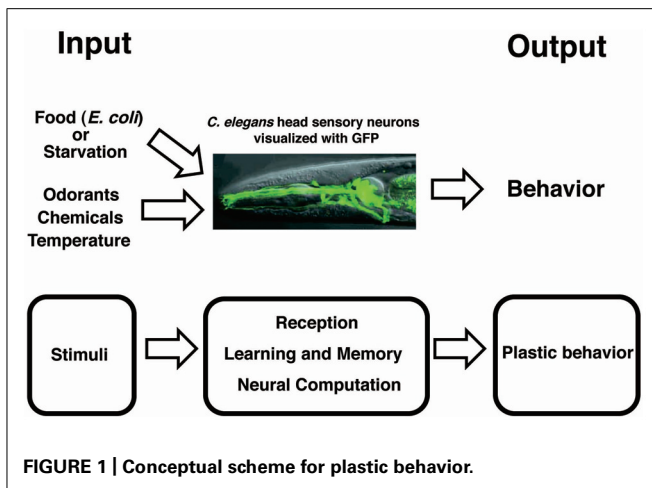 Input
Output
Food (E. coli)
or
Starvation
C. elegans head sensory neurons
visualized with GFP
Odorants
Chemicals
Temperature
Behavior
Stimuli
Reception
Learning and Memory
Neural Computation
Plastic behavior
FIGURE 1 | Conceptual scheme for plastic behavior.